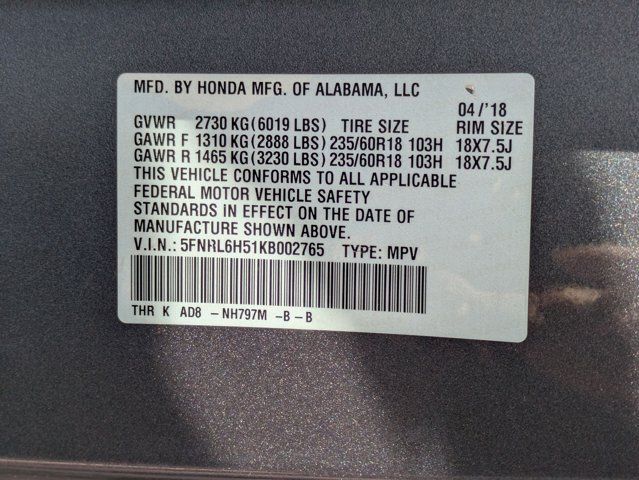 MFD. BY HONDA MFG. OF ALABAMA, LLC
04/'18
GVWR 2730 KG(6019 LBS) TIRE SIZE RIM SIZE
GAWR F 1310 KG(2888 LBS) 235/60R18 103H 18X7.5J
GAWR R 1465 KG(3230 LBS) 235/60R18 103H 18X7.5J
THIS VEHICLE CONFORMS TO ALL APPLICABLE
FEDERAL MOTOR VEHICLE SAFETY
STANDARDS IN EFFECT ON THE DATE OF
MANUFACTURE SHOWN ABOVE.
V.I.N.: 5FNRL6H51KB002765 TYPE: MPV
THR K AD8 - NH797M -B - B